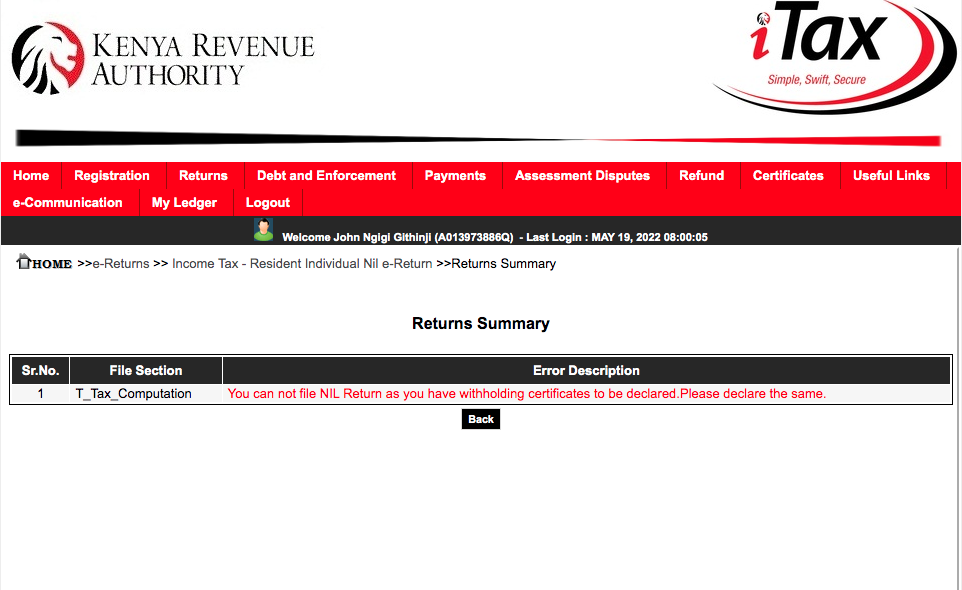 KENYA REVENUE
AUTHORITY
iTax
Simple, Swift, Secure
Home Registration Returns Debt and Enforcement Payments Assessment Disputes Refund Certificates Useful Links
e-Communication My Ledger Logout
Welcome John Ngigi Githinji (A013973886Q) - Last Login : MAY 19, 2022 08:00:05
HOME >>e-Returns >> Income Tax - Resident Individual Nil e-Return >>Returns Summary
Returns Summary
Sr.No. File Section Error Description
1 T_Tax_Computation You can not file NIL Return as you have withholding certificates to be declared.Please declare the same.
Back